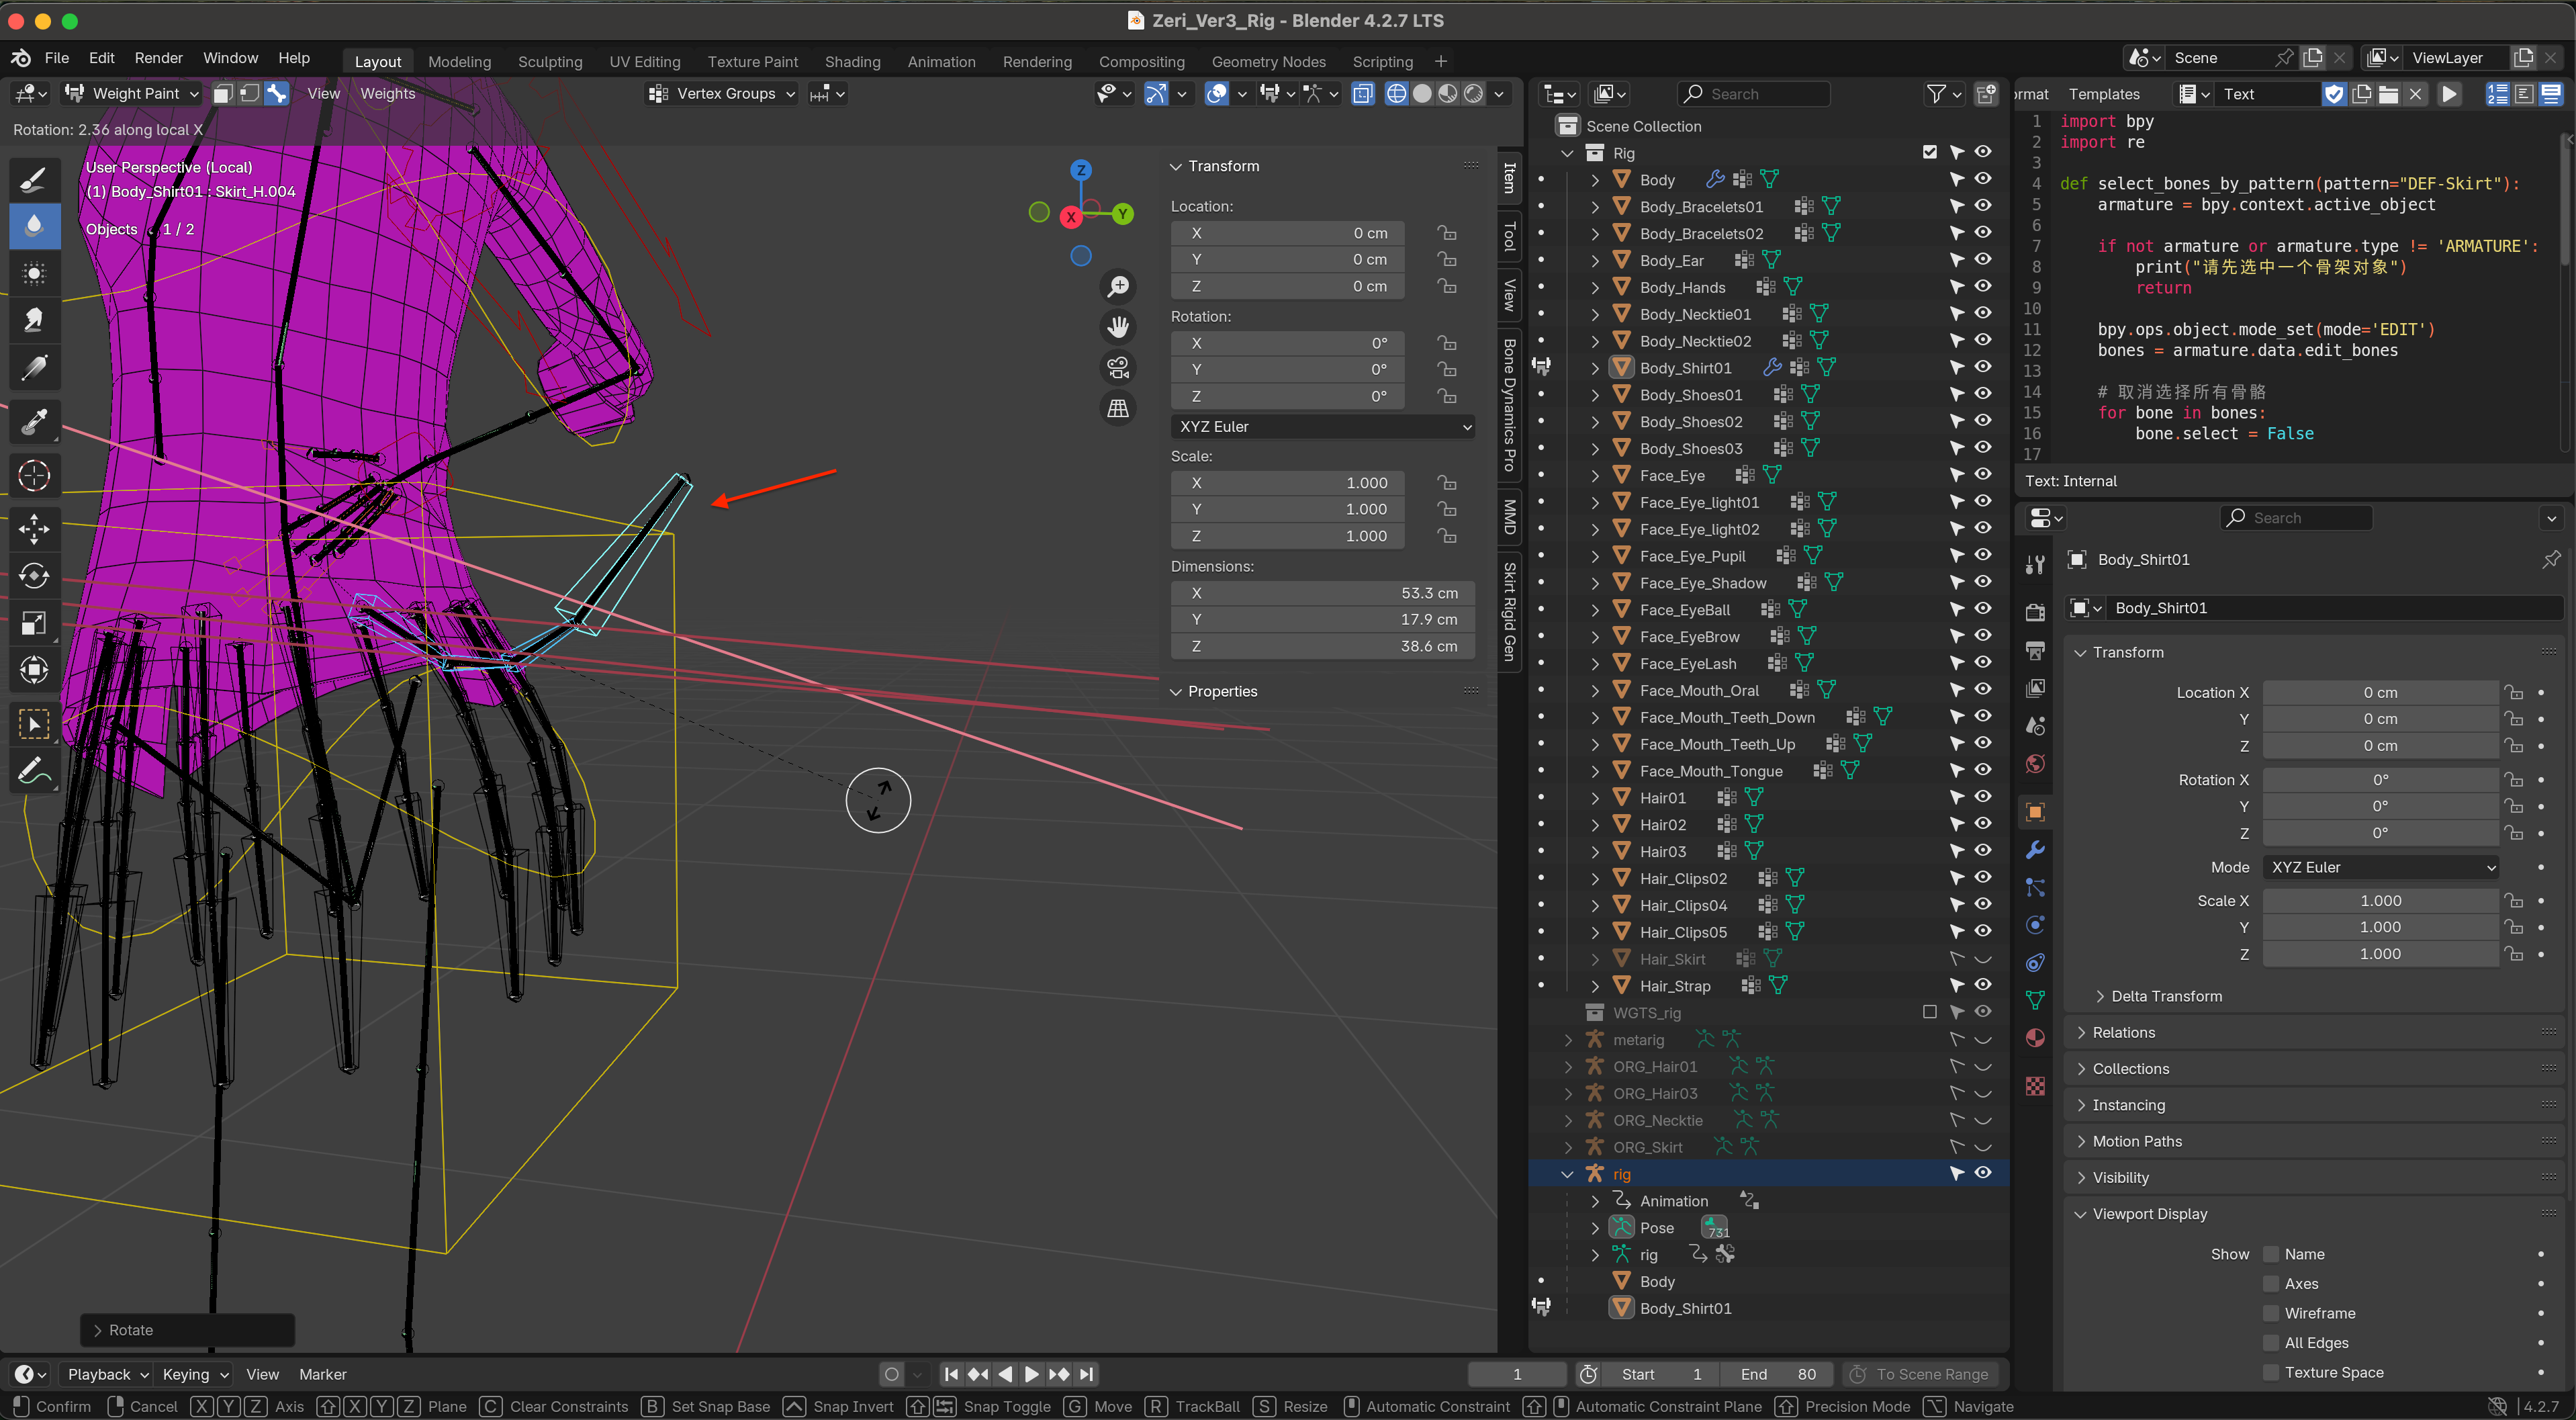 Zeri_Ver3_Rig - Blender 4.2.7 LTS
File Edit Render Window Help
Layout Modeling Sculpting UV Editing Texture Paint Shading Animation Rendering Compositing Geometry Nodes Scripting +
Scene
ViewLayer
Weight Paint View Weights
Vertex Groups
Rotation: 2.36 along local X
User Perspective (Local)
(1) Body_Shirt01 : Skirt_H.004
Objects 1 / 2
Z
X
Y
Transform
Location:
X 0 cm
Y 0 cm
Z 0 cm
Rotation:
X 0°
Y 0°
Z 0°
XYZ Euler
Scale:
X 1.000
Y 1.000
Z 1.000
Dimensions:
X 53.3 cm
Y 17.9 cm
Z 38.6 cm
Properties
Item
Tool
View
Bone Dynamics Pro
MMD
Skirt Rigid Gen
Rotate
Search
Scene Collection
Rig
Body
Body_Bracelets01
Body_Bracelets02
Body_Ear
Body_Hands
Body_Necktie01
Body_Necktie02
Body_Shirt01
Body_Shoes01
Body_Shoes02
Body_Shoes03
Face_Eye
Face_Eye_light01
Face_Eye_light02
Face_Eye_Pupil
Face_Eye_Shadow
Face_EyeBall
Face_EyeBrow
Face_EyeLash
Face_Mouth_Oral
Face_Mouth_Teeth_Down
Face_Mouth_Teeth_Up
Face_Mouth_Tongue
Hair01
Hair02
Hair03
Hair_Clips02
Hair_Clips04
Hair_Clips05
Hair_Skirt
Hair_Strap
WGTS_rig
metarig
ORG_Hair01
ORG_Hair03
ORG_Necktie
ORG_Skirt
rig
Animation
Pose 731
rig
Body
Body_Shirt01
rmat Templates Text
1 import bpy
2 import re
3
4 def select_bones_by_pattern(pattern="DEF-Skirt"):
5 armature = bpy.context.active_object
6
7 if not armature or armature.type != 'ARMATURE':
8 print("请先选中一个骨架对象")
9 return
10
11 bpy.ops.object.mode_set(mode='EDIT')
12 bones = armature.data.edit_bones
13
14 # 取消选择所有骨骼
15 for bone in bones:
16 bone.select = False
17
Text: Internal
Search
Body_Shirt01
Body_Shirt01
Transform
Location X 0 cm
Y 0 cm
Z 0 cm
Rotation X 0°
Y 0°
Z 0°
Mode XYZ Euler
Scale X 1.000
Y 1.000
Z 1.000
Delta Transform
Relations
Collections
Instancing
Motion Paths
Visibility
Viewport Display
Show Name
Axes
Wireframe
All Edges
Texture Space
Playback Keying View Marker
1 Start 1 End 80 To Scene Range
Confirm Cancel X Y Z Axis X Y Z Plane C Clear Constraints B Set Snap Base Snap Invert Snap Toggle G Move R TrackBall S Resize Automatic Constraint Automatic Constraint Plane Precision Mode Navigate
4.2.7